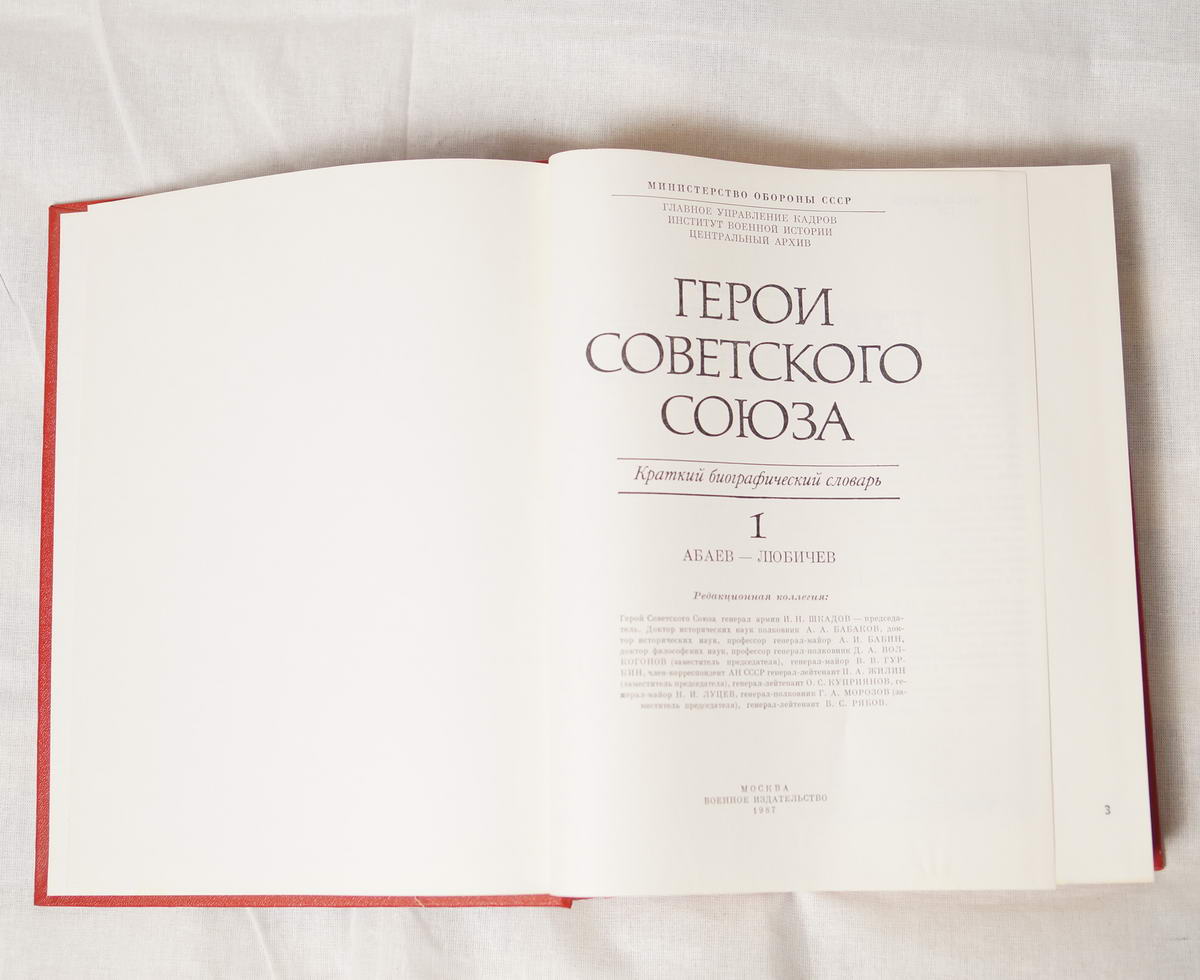 МИНИСТЕРСТВО ОБОРОНЫ СССР
ГЛАВНОЕ УПРАВЛЕНИЕ КАДРОВ
ИНСТИТУТ ВОЕННОЙ ИСТОРИИ
ЦЕНТРАЛЬНЫЙ АРХИВ
ГЕРОИ
СОВЕТСКОГО
СОЮЗА
Краткий биографический словарь
1
АБАЕВ — ЛЮБИЧЕВ
Редакционная коллегия:
Герой Советского Союза генерал армии И. Н. ШКАДОВ — председа-
тель. Доктор исторических наук полковник А. А. БАБАКОВ, док-
тор исторических наук, профессор генерал-майор А. И. БАБИН,
доктор философских наук, профессор генерал-полковник Д. А. ВОЛ-
КОГОНОВ (заместитель председателя), генерал-майор В. В. ГУР-
КИН, член-корреспондент АН СССР генерал-лейтенант П. А. ЖИЛИН
(заместитель председателя), генерал-лейтенант О. С. КУПРИЯНОВ, ге-
нерал-майор Н. И. ЛУЦЕВ, генерал-полковник Г. А. МОРОЗОВ (за-
меститель председателя), генерал-лейтенант В. С. РЯБОВ.
МОСКВА
ВОЕННОЕ ИЗДАТЕЛЬСТВО
1987
3